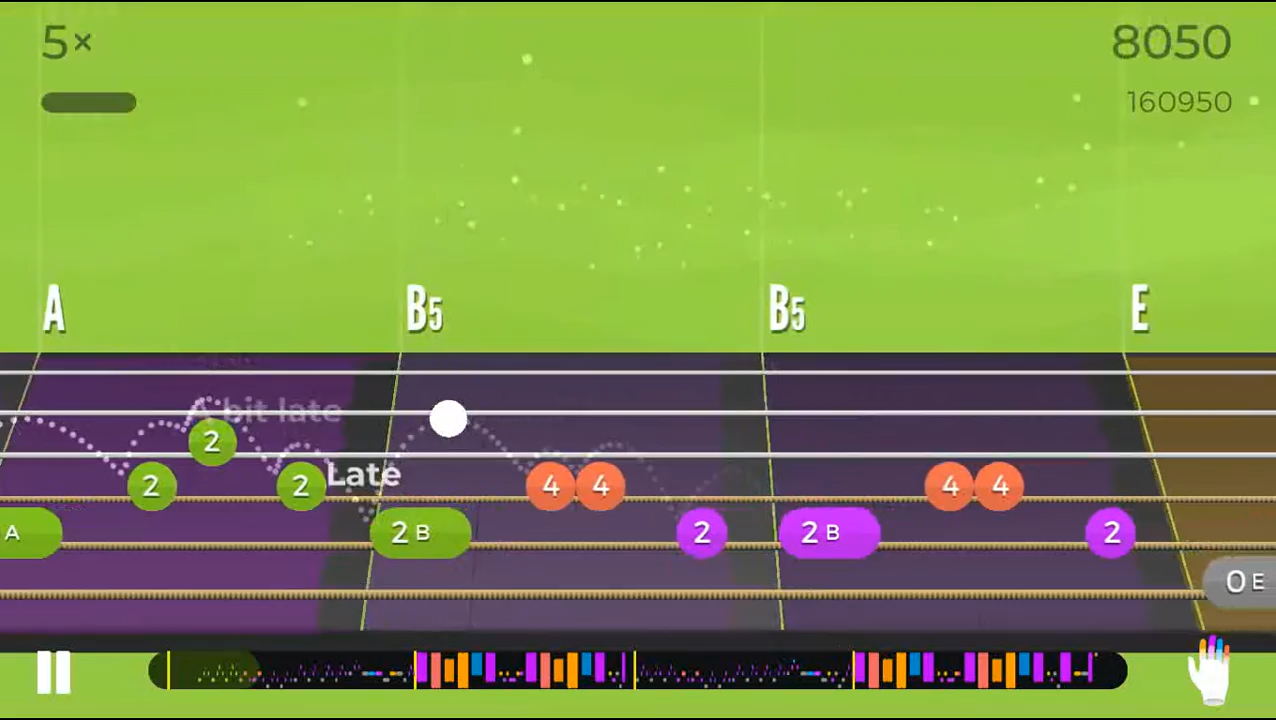 5× 8050
160950
A B5 B5 E
A bit late
2
2 2 Late 4 4 4 4
A 2 B 2 2 B 2
0 E